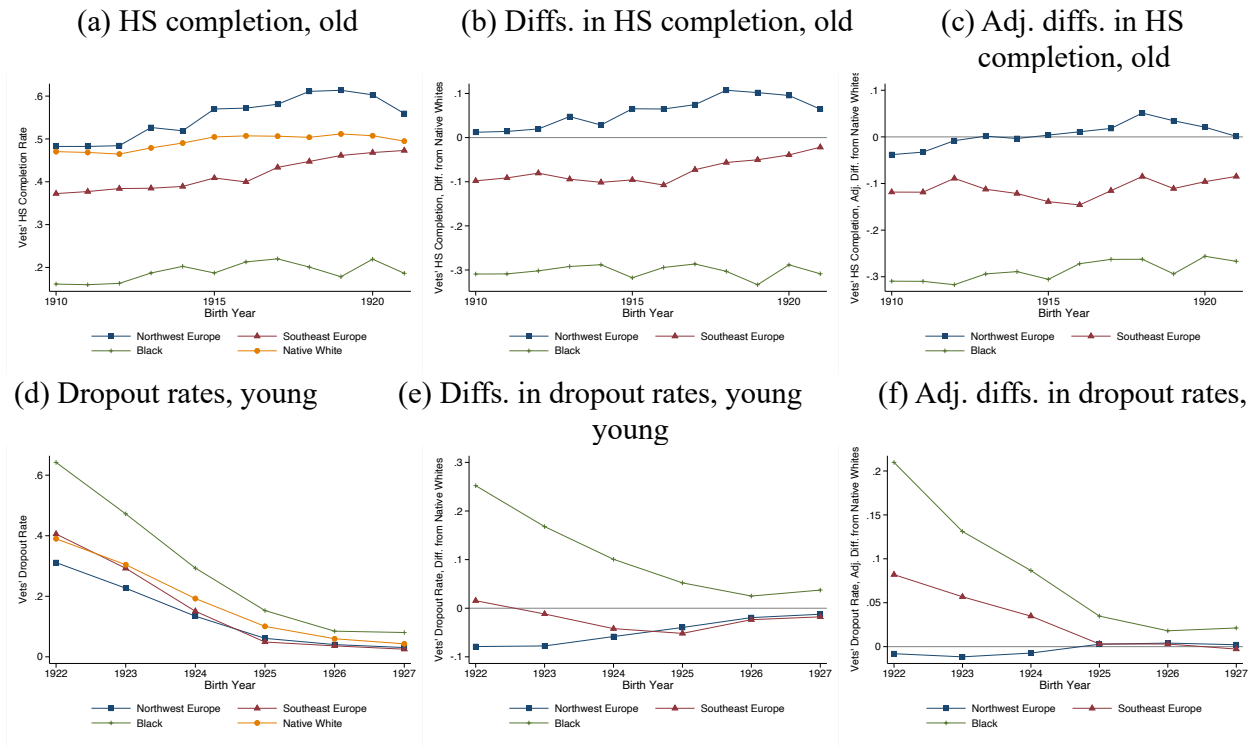 (a) HS completion, old
(b) Diffs. in HS completion, old
(c) Adj. diffs. in HS
completion, old
Vets' HS Completion Rate
.6
.5
.4
.3
.2
1910
1915
1920
Birth Year
Northwest Europe
Southeast Europe
Black
Native White
Vets' HS Completion, Diff. from Native Whites
.1
0
-.1
-.2
-.3
1910
1915
1920
Birth Year
Northwest Europe
Southeast Europe
Black
Vets' HS Completion, Adj. Diff. from Native Whites
.1
0
-.1
-.2
-.3
1910
1915
1920
Birth Year
Northwest Europe
Southeast Europe
Black
(d) Dropout rates, young
(e) Diffs. in dropout rates, young
young
(f) Adj. diffs. in dropout rates,
Vets' Dropout Rate
.6
.4
.2
0
1922
1923
1924
1925
1926
1927
Birth Year
Northwest Europe
Southeast Europe
Black
Native White
Vets' Dropout Rate, Diff. from Native Whites
.3
.2
.1
0
-.1
1922
1923
1924
1925
1926
1927
Birth Year
Northwest Europe
Southeast Europe
Black
Vets' Dropout Rate, Adj. Diff. from Native Whites
.2
.15
.1
.05
0
1922
1923
1924
1925
1926
1927
Birth Year
Northwest Europe
Southeast Europe
Black